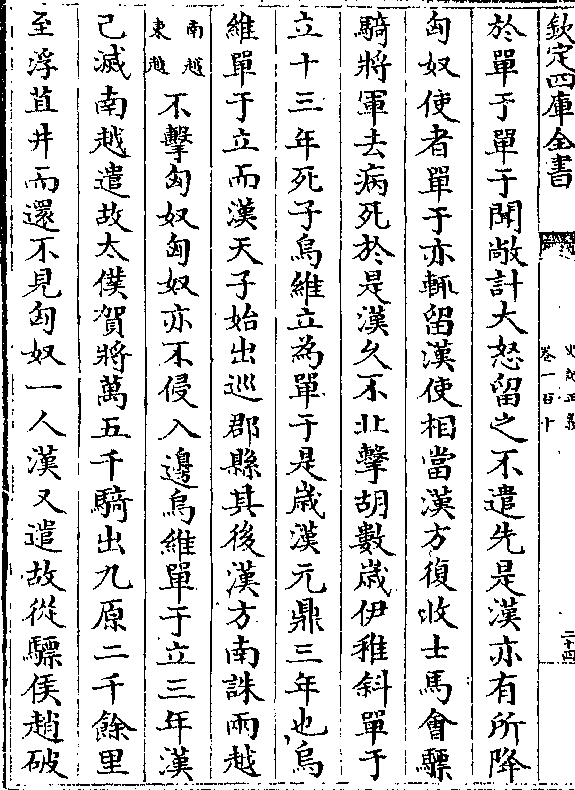 欽定四庫全書
史記正義
卷一百十
二十四
於單于單于聞敞計大怒留之不遣先是漢亦有所降
匈奴使者單于亦輒留漢使相當漢方復收士馬會驃
騎將軍去病死於是漢久不北擊胡數歲伊稚斜單于
立十三年死子烏維立為單于是歲漢元鼎三年也烏
維單于立而漢天子始出巡郡縣其後漢方南誅兩越
南越
東越
不擊匈奴匈奴亦不侵入邊烏維單于立三年漢
已滅南越遣故太僕賀將萬五千騎出九原二千餘里
至浮苴井而還不見匈奴一人漢又遣故從驃侯趙破